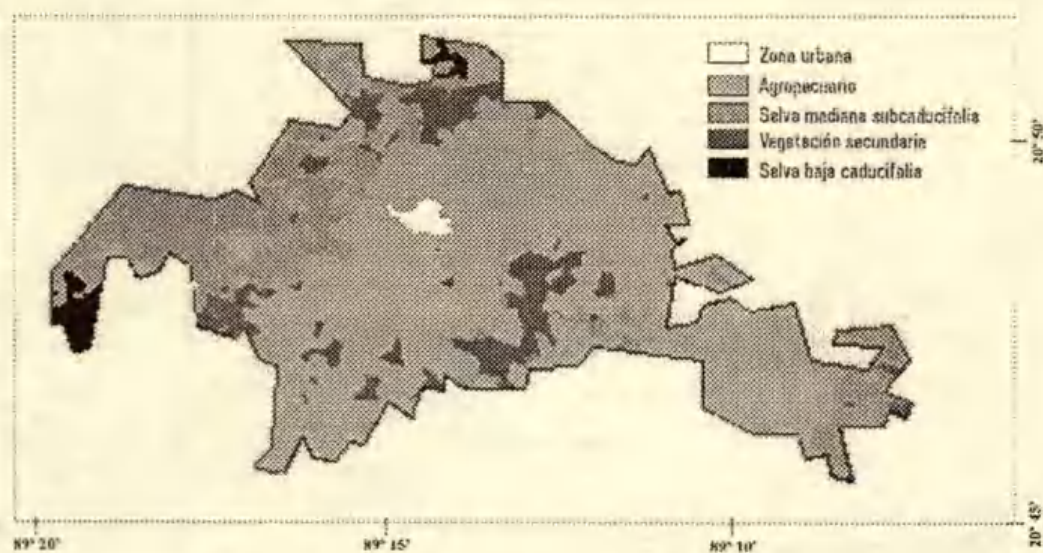 Zona urbana
Agropecuario
Selva mediana subcaducifolia
Vegetación secundaria
Selva baja caducifolia
20° 50'
20° 45'
89° 20'
89° 15'
89° 10'